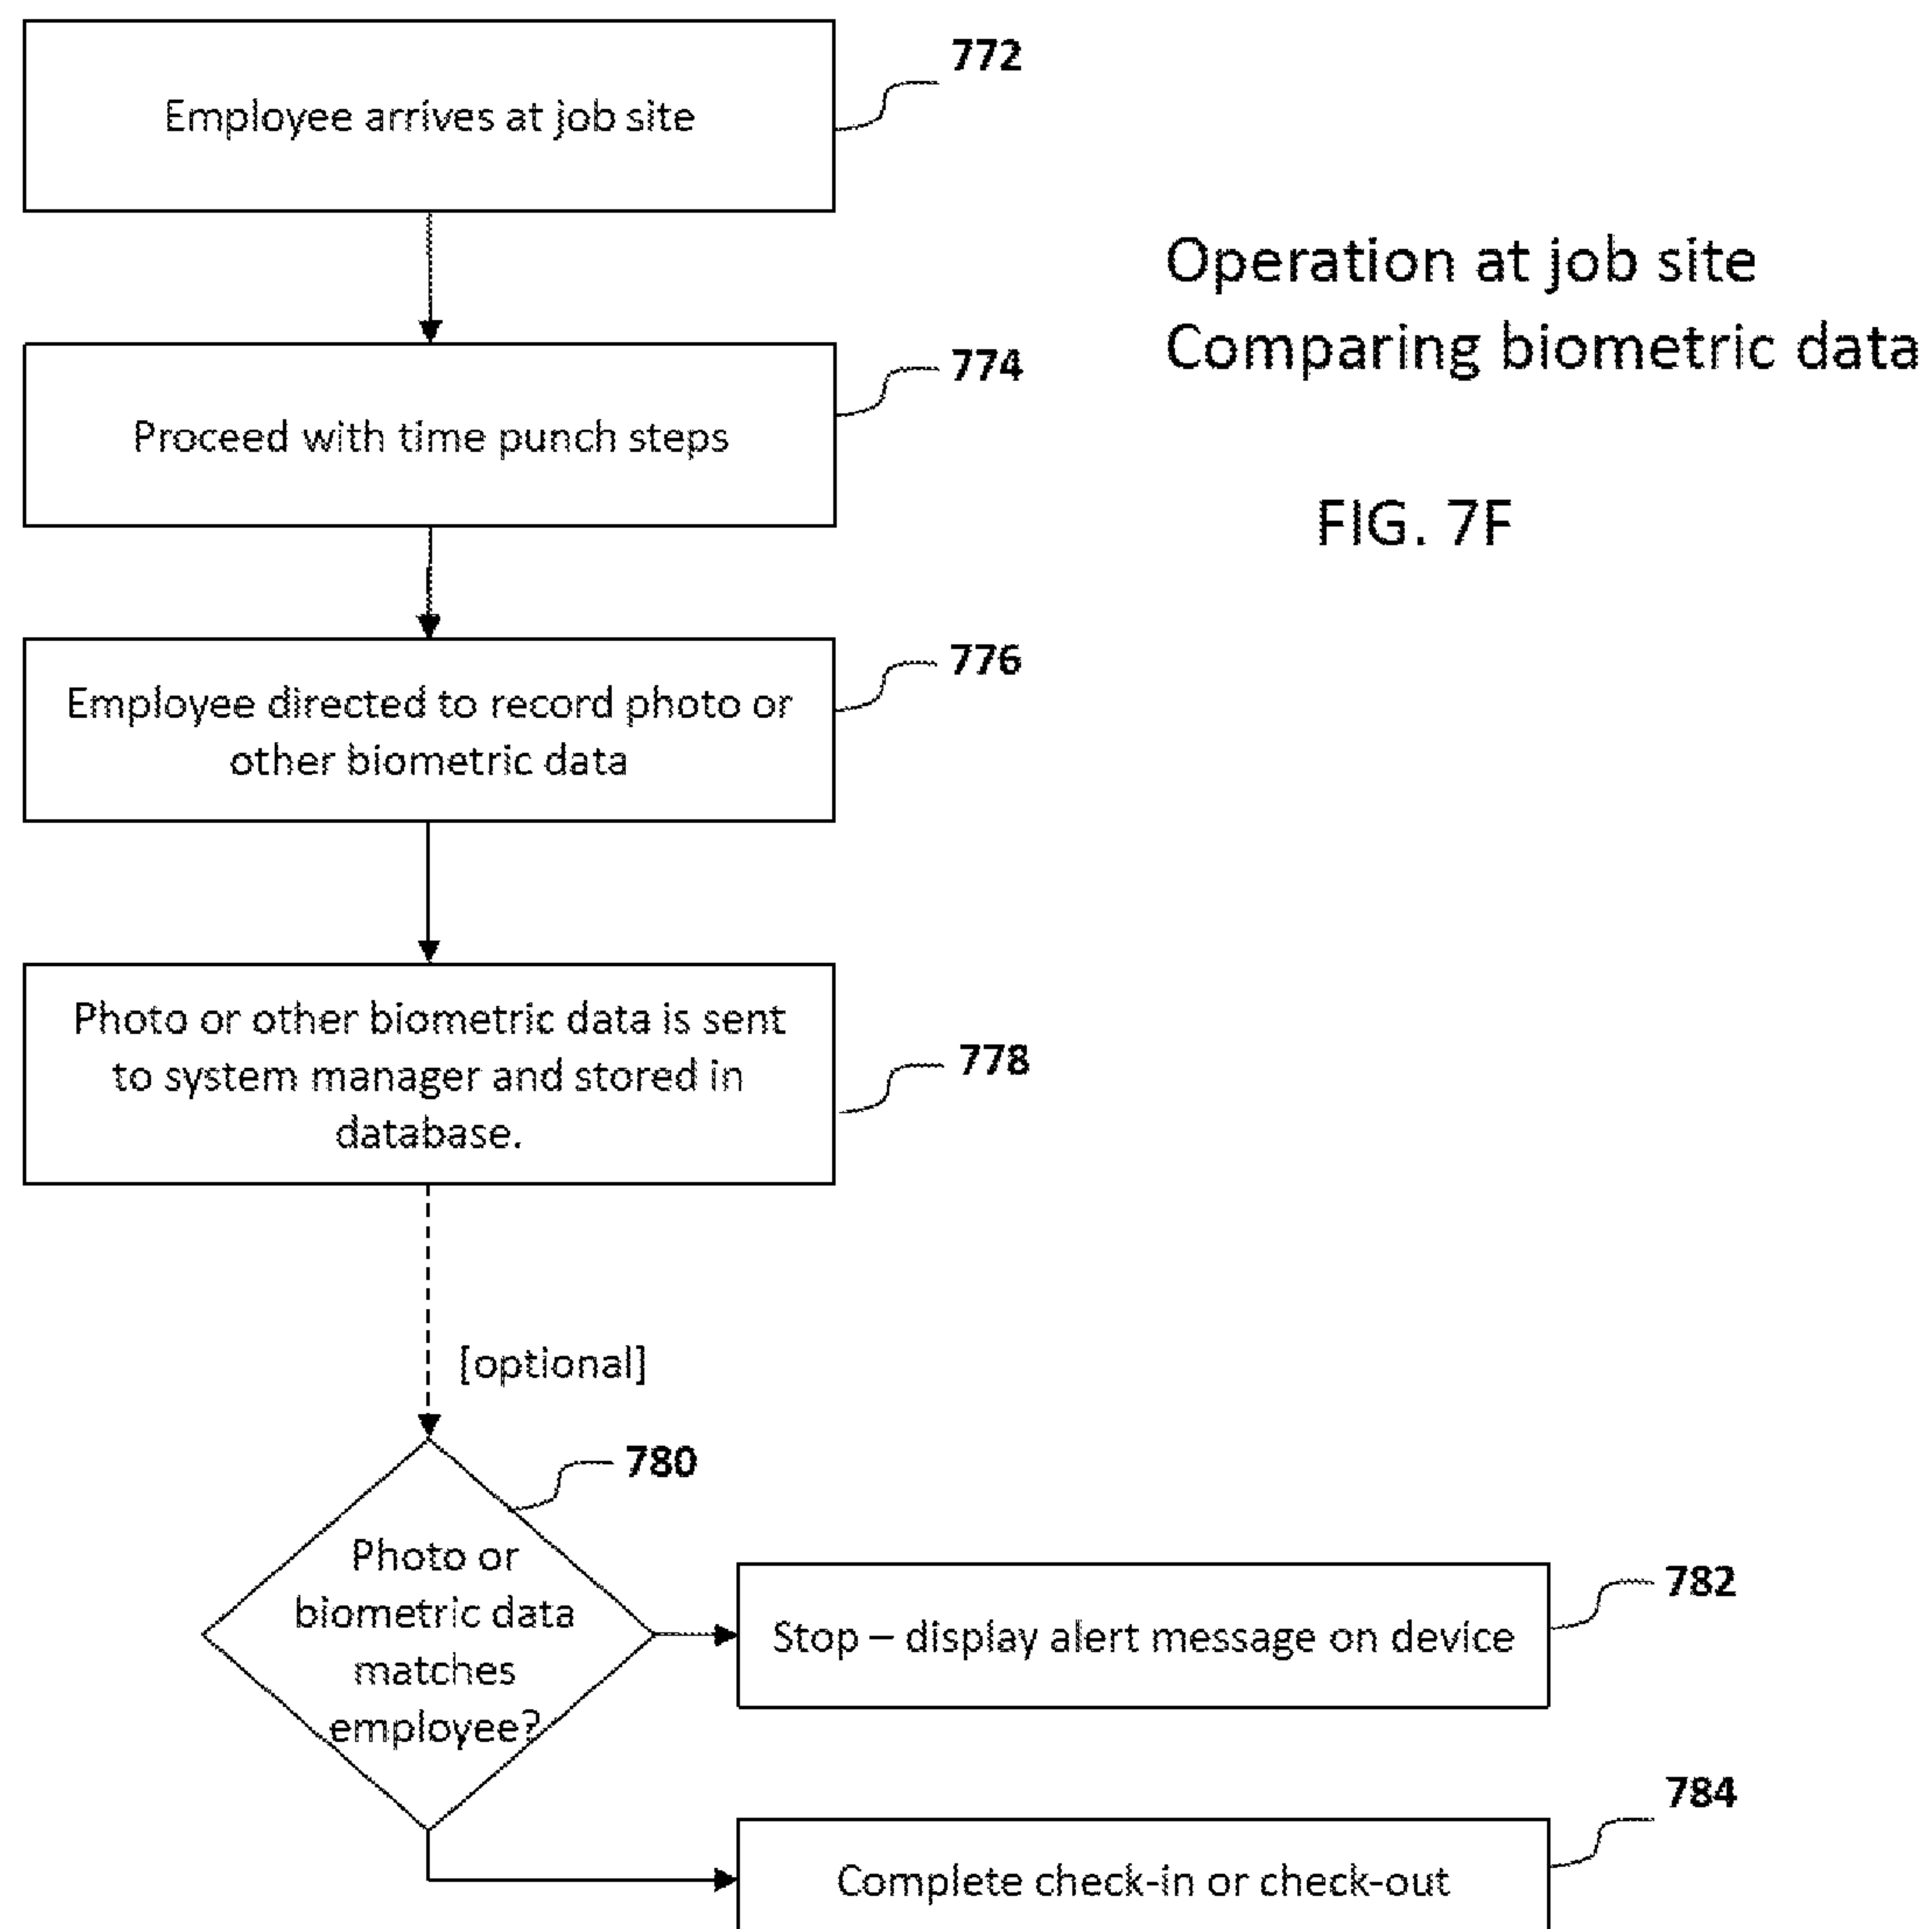 772
Employee arrives at job site
Operation at job site
Comparing biometric data
774
Proceed with time punch steps
FIG. 7F
776
Employee directed to record photo or
other biometric data
Photo or other biometric data is sent
to system manager and stored in
database.
778
[optional]
780
Photo or
biometric data
matches
employee?
782
Stop – display alert message on device
784
Complete check-in or check-out